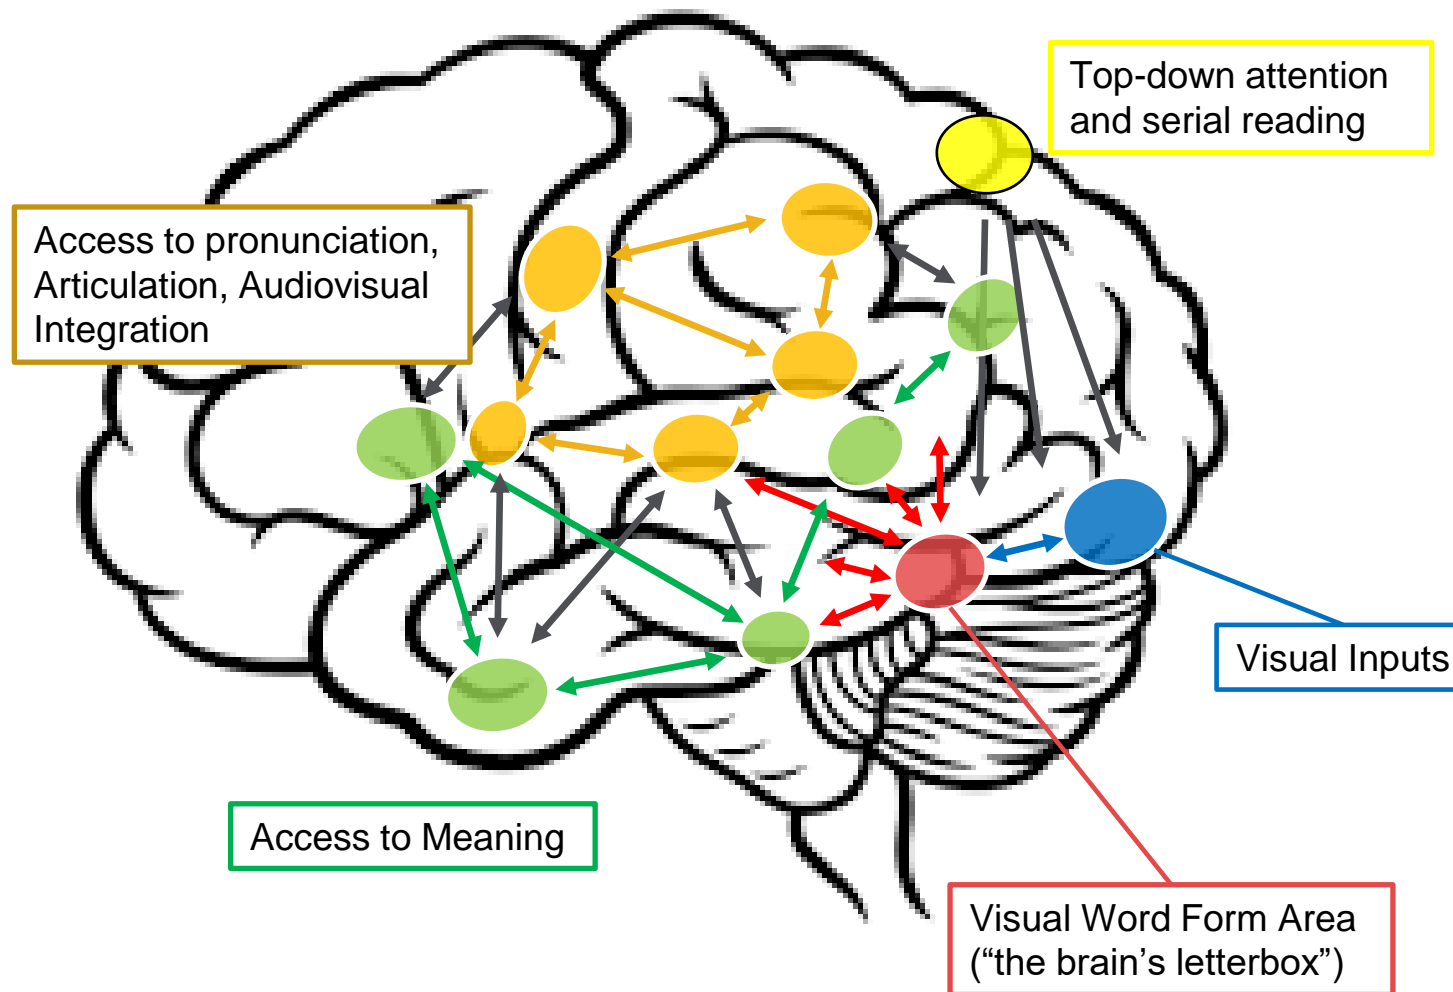 Top-down attention
and serial reading
Access to pronunciation,
Articulation, Audiovisual
Integration
Visual Inputs
Access to Meaning
Visual Word Form Area
(“the brain’s letterbox”)